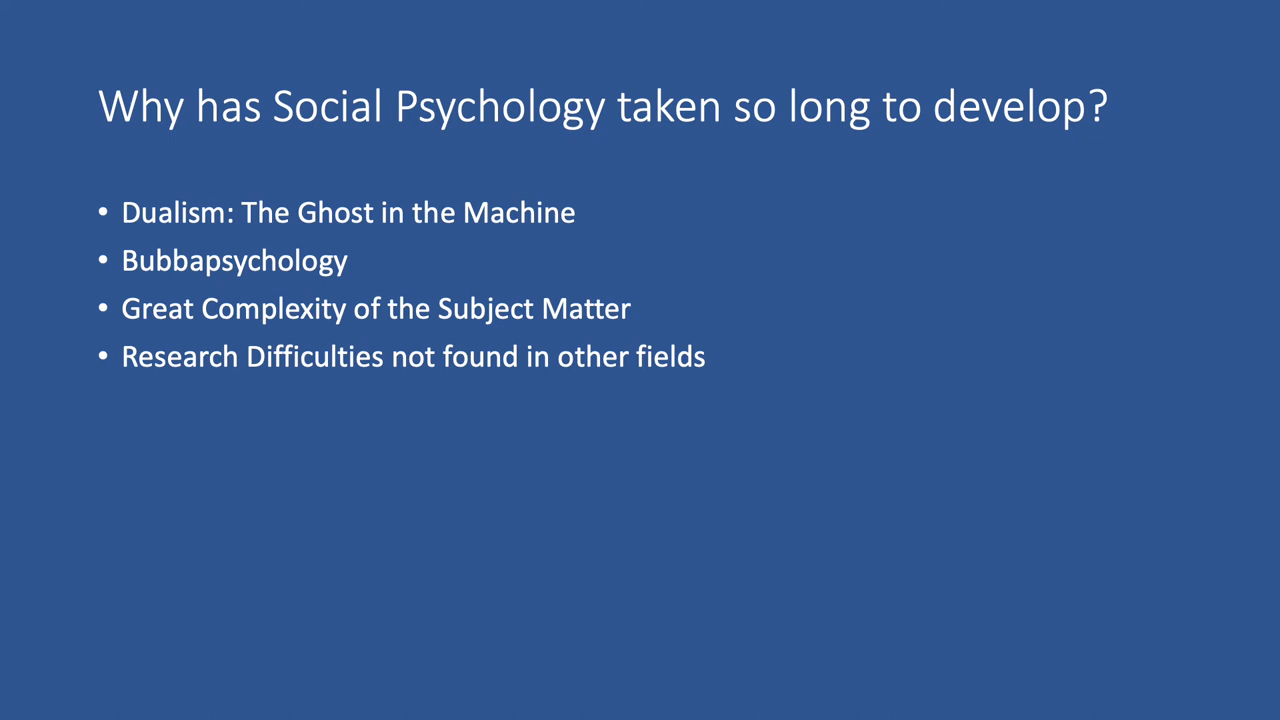 Why has Social Psychology taken so long to develop?
• Dualism: The Ghost in the Machine
• Bubbapsychology
• Great Complexity of the Subject Matter
• Research Difficulties not found in other fields